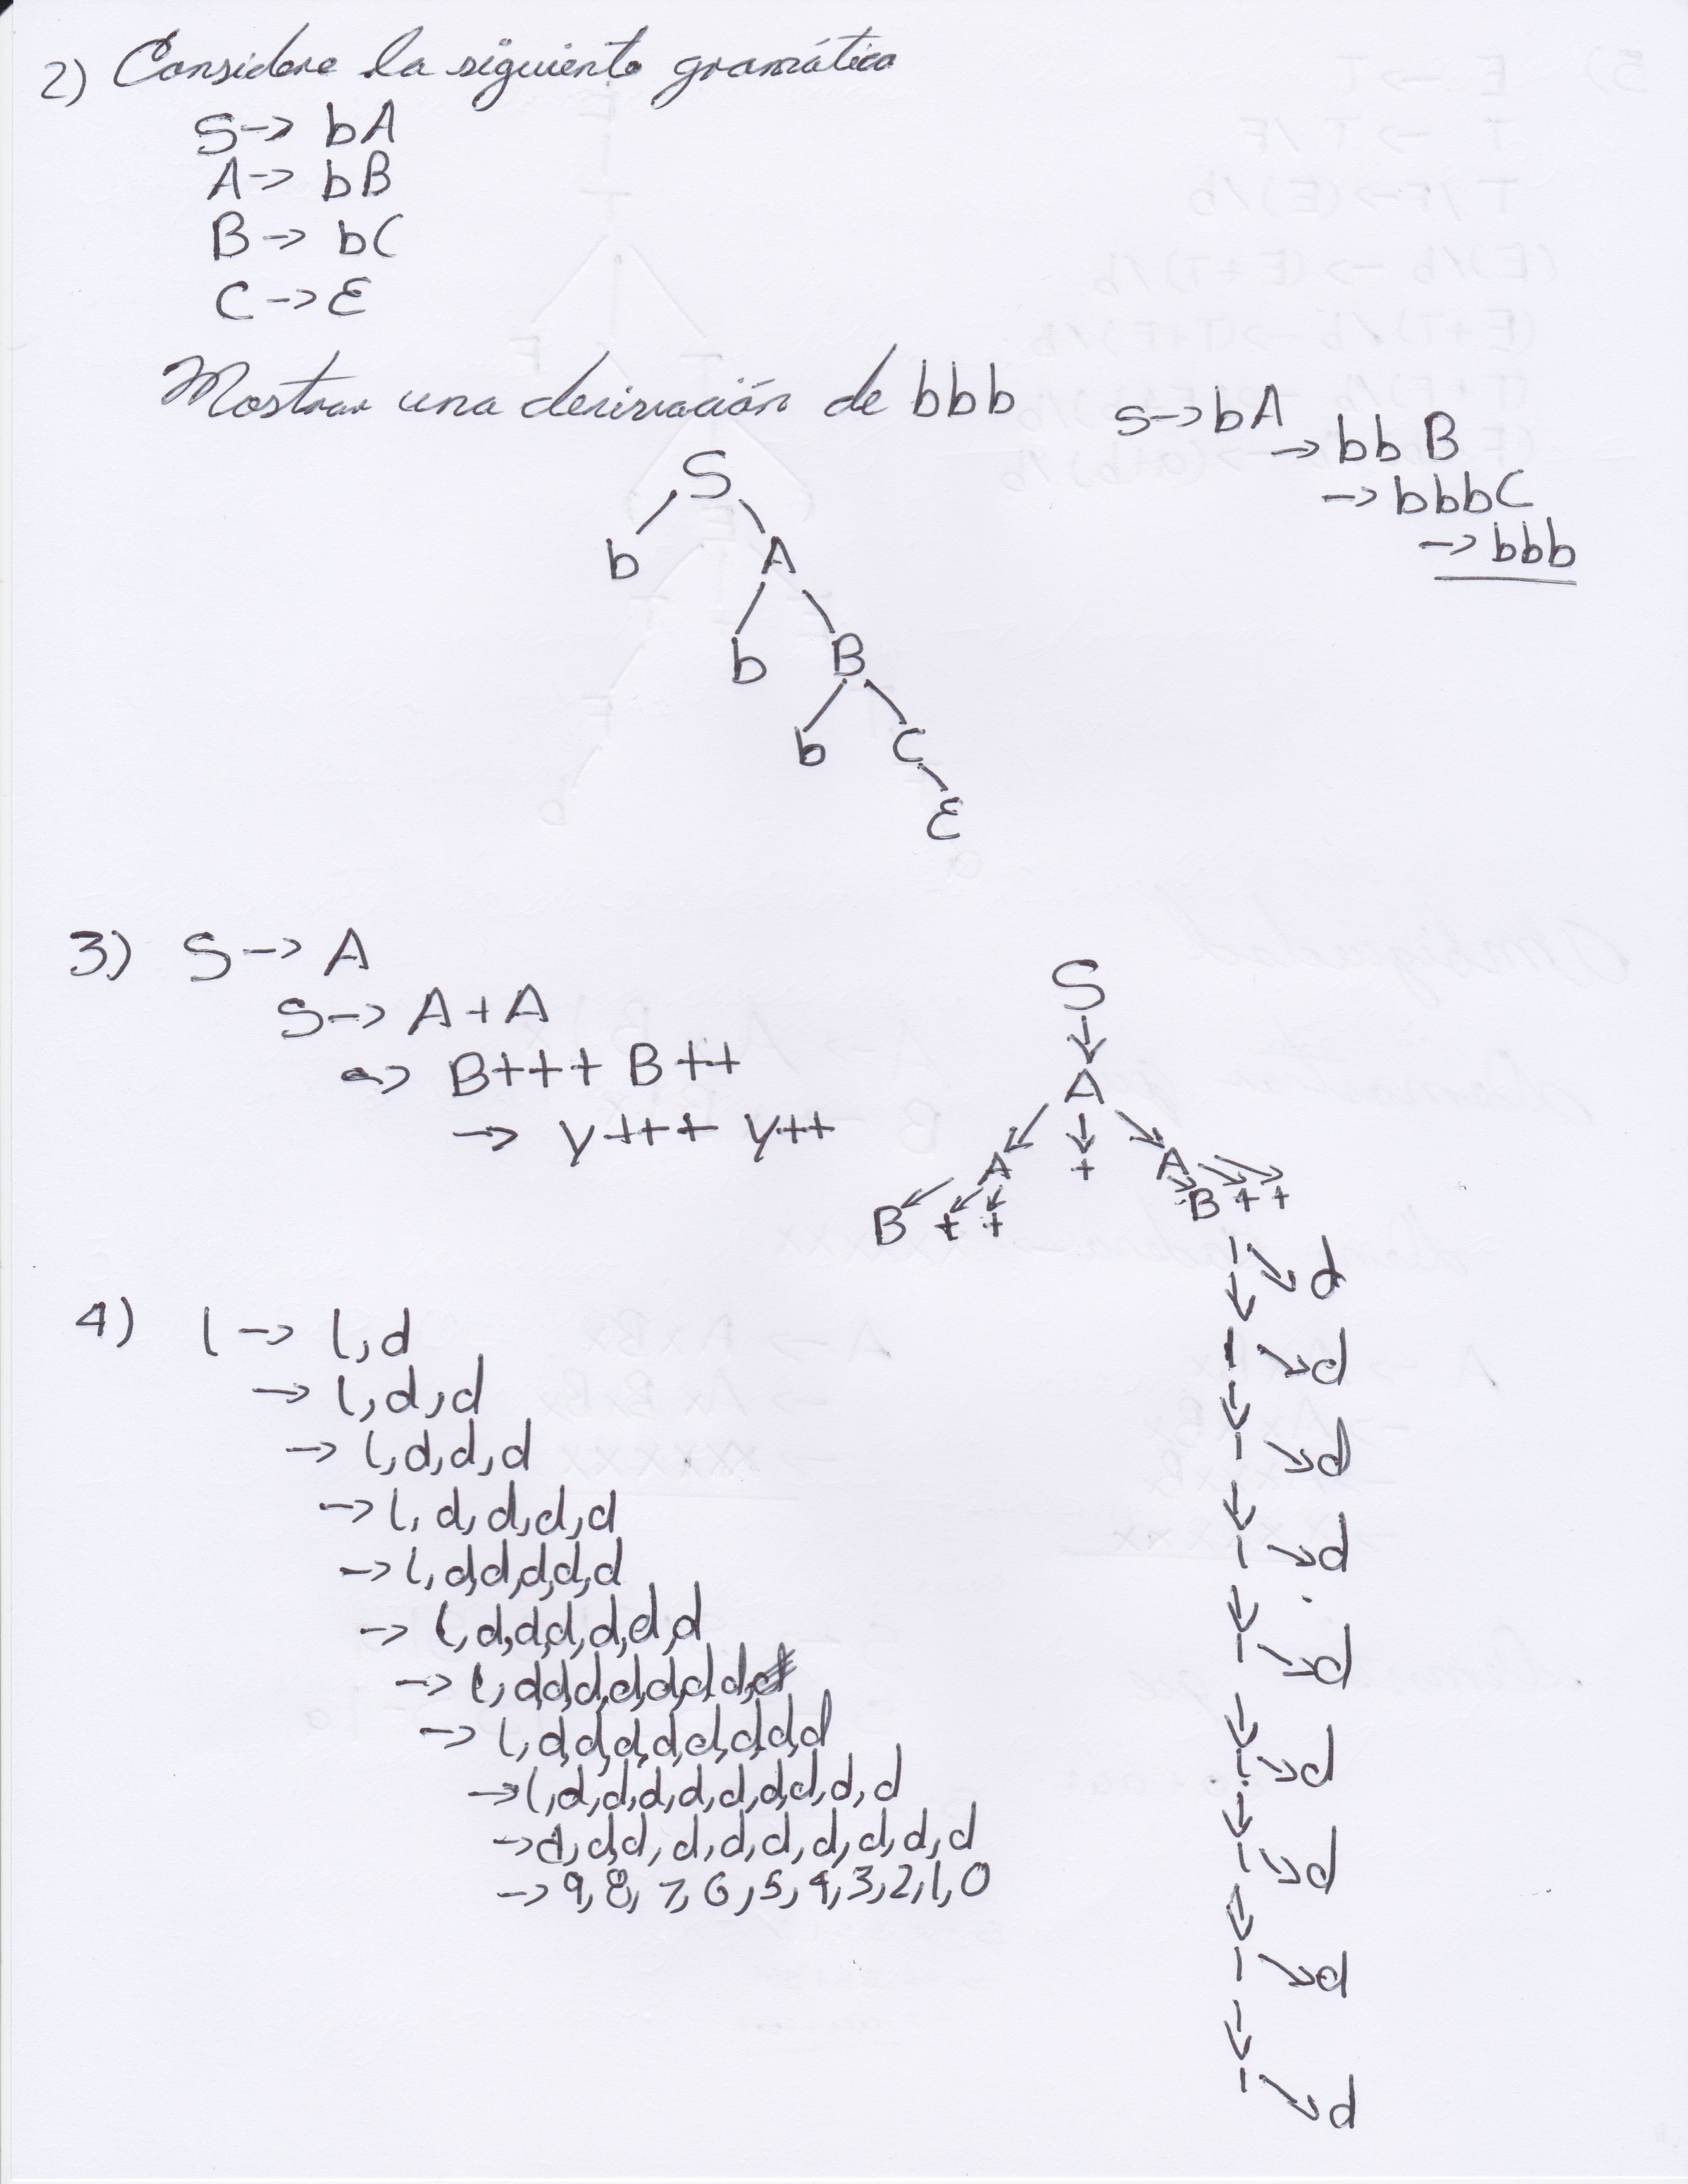 2) Considere la siguiente gramática
S -> bA
A -> bB
B -> bC
C -> ε
Mostrar una derivación de bbb
S -> bA
-> bbB
-> bbbC
-> bbb
S
b A
b B
b C
ε
3) S -> A
S -> A+A
-> B+++ B++
-> y+++ y++
S
A
A + A
B + + B + +
4) l -> l,d
-> l,d,d
-> l,d,d,d
-> l,d,d,d,d
-> l,d,d,d,d,d
-> l,d,d,d,d,d,d
-> l,d,d,d,d,d,d,d
-> l,d,d,d,d,d,d,d,d
-> l,d,d,d,d,d,d,d,d,d
-> d,d,d,d,d,d,d,d,d,d
-> 9,8,7,6,5,4,3,2,1,0
l d
l d
l d
l d
l d
l d
l d
l d
l d